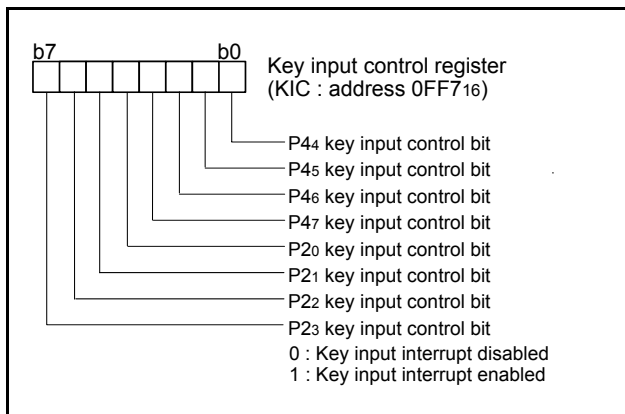 b7 b0
Key input control register
(KIC : address 0FF716)
P44 key input control bit
P45 key input control bit
P46 key input control bit
P47 key input control bit
P20 key input control bit
P21 key input control bit
P22 key input control bit
P23 key input control bit
0 : Key input interrupt disabled
1 : Key input interrupt enabled